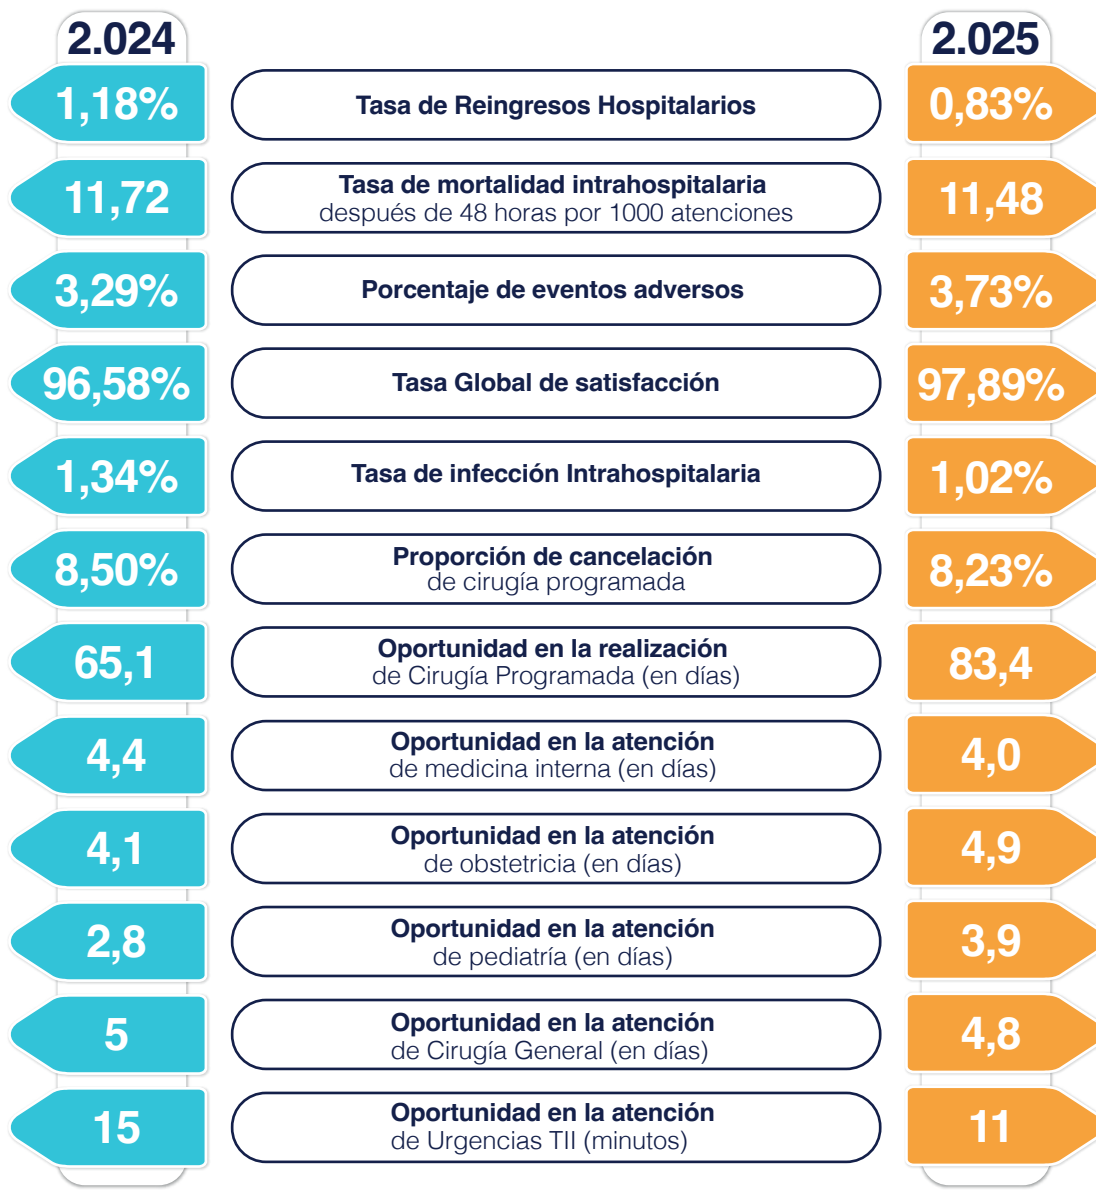 2.024
2.025
1,18%
Tasa de Reingresos Hospitalarios
0,83%
11,72
Tasa de mortalidad intrahospitalaria
después de 48 horas por 1000 atenciones
11,48
3,29%
Porcentaje de eventos adversos
3,73%
96,58%
Tasa Global de satisfacción
97,89%
1,34%
Tasa de infección Intrahospitalaria
1,02%
8,50%
Proporción de cancelación
de cirugía programada
8,23%
65,1
Oportunidad en la realización
de Cirugía Programada (en días)
83,4
4,4
Oportunidad en la atención
de medicina interna (en días)
4,0
4,1
Oportunidad en la atención
de obstetricia (en días)
4,9
2,8
Oportunidad en la atención
de pediatría (en días)
3,9
5
Oportunidad en la atención
de Cirugía General (en días)
4,8
15
Oportunidad en la atención
de Urgencias TII (minutos)
11